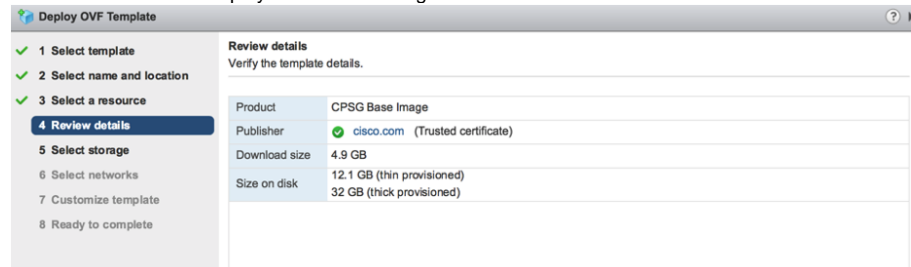 Deploy OVF Template
?
1 Select template
2 Select name and location
3 Select a resource
4 Review details
5 Select storage
6 Select networks
7 Customize template
8 Ready to complete
Review details
Verify the template details.
Product CPSG Base Image
Publisher cisco.com (Trusted certificate)
Download size 4.9 GB
Size on disk 12.1 GB (thin provisioned)
32 GB (thick provisioned)